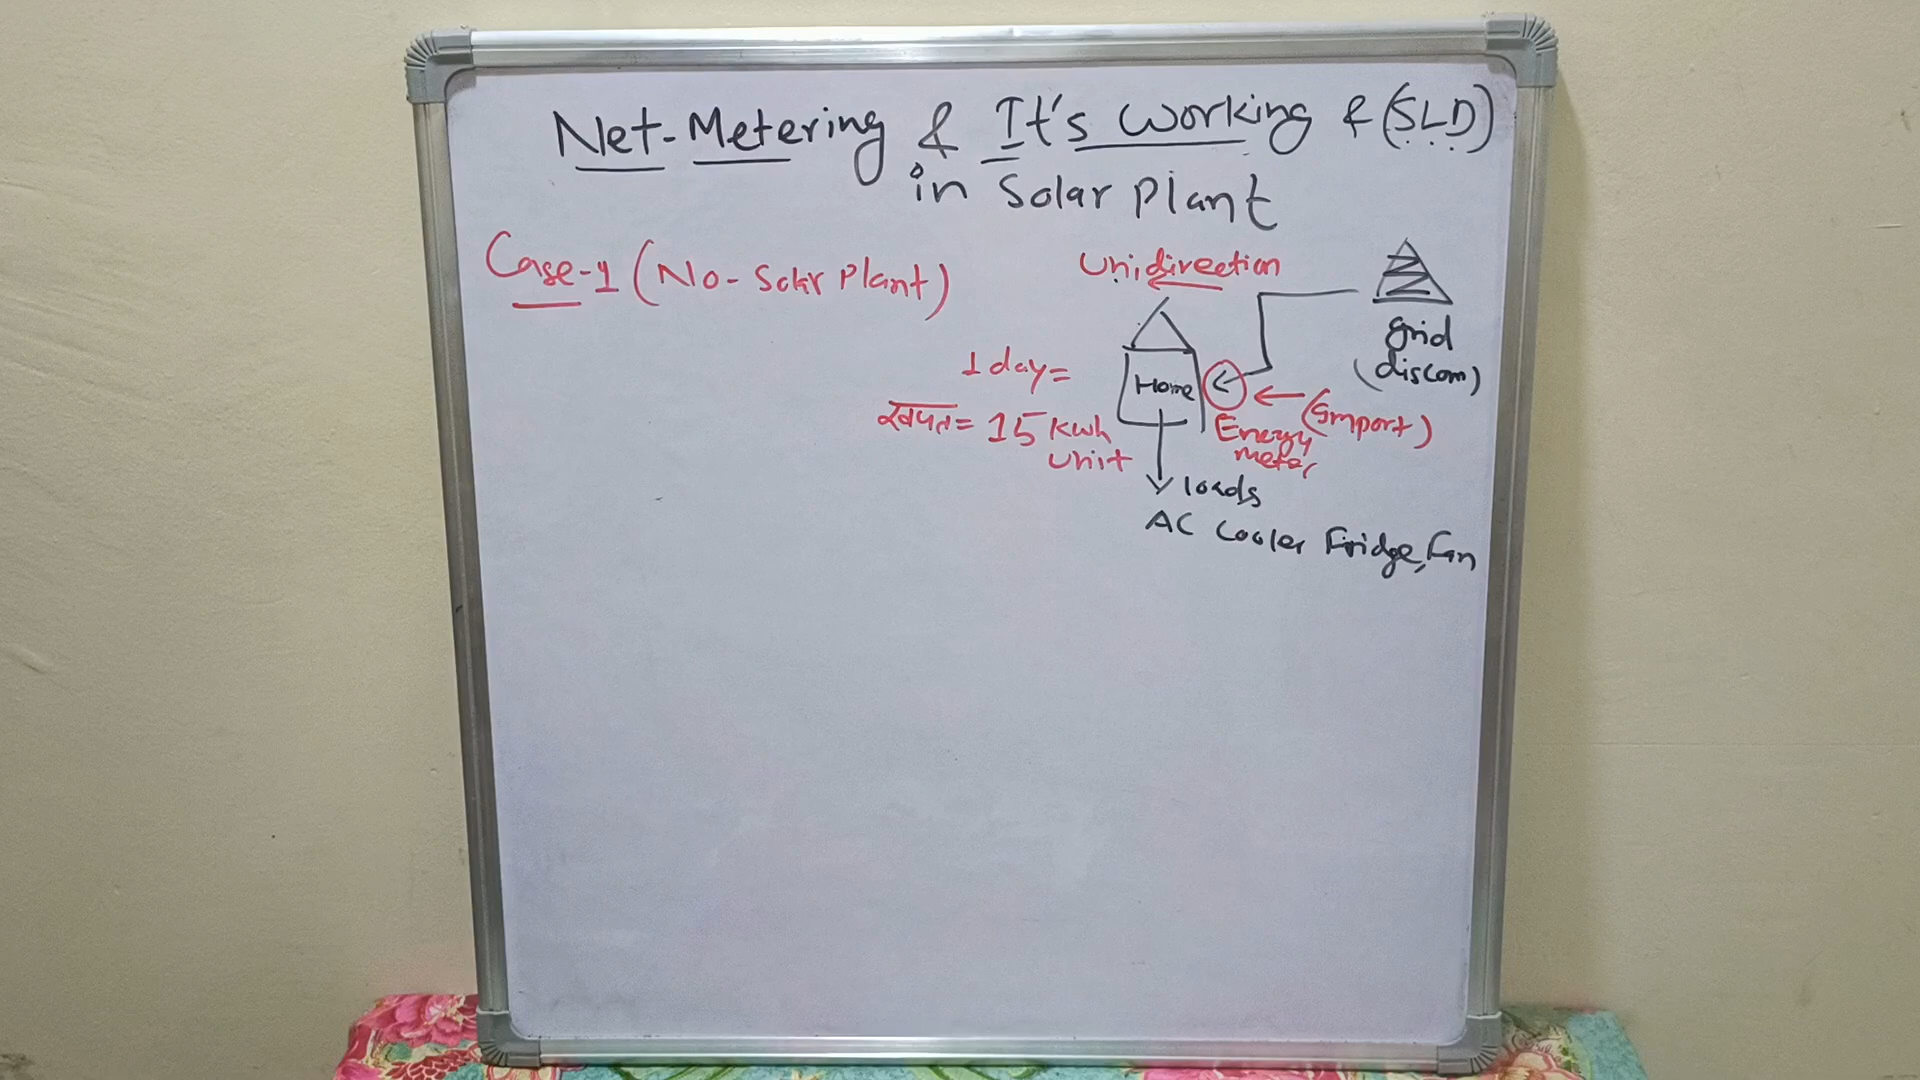 Net-Metering & It's Working & (SLD)
in Solar Plant
Case-1 (No-Solar Plant)
Unidirection
grid
(discom)
1 day=
Home
खपत= 15 kwh
unit
Energy
meter
(Import)
loads
AC Cooler Fridge, Fan